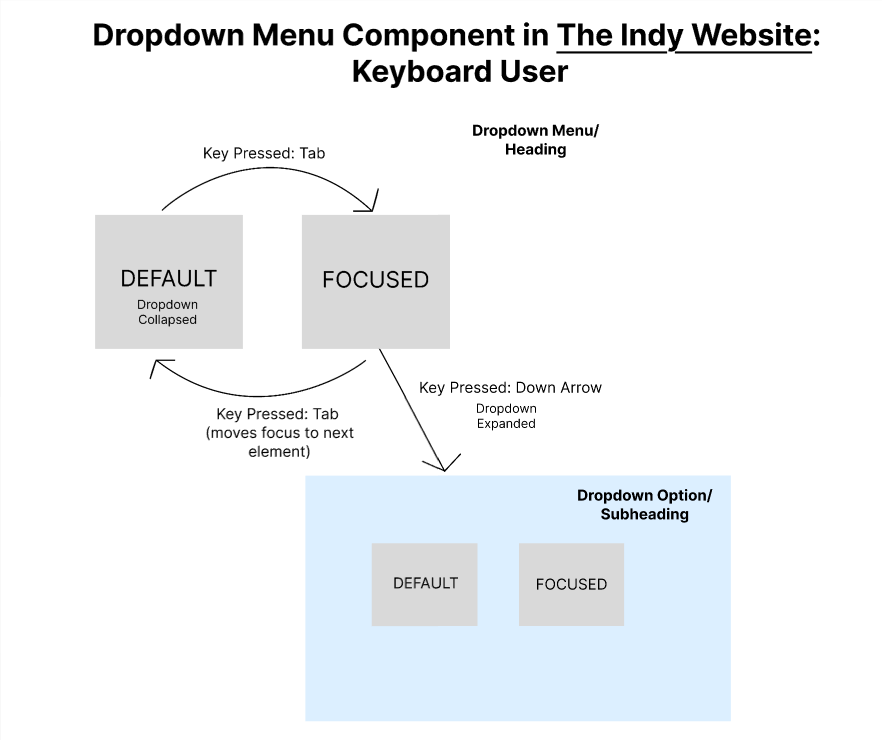 Dropdown Menu Component in The Indy Website:
Keyboard User
Dropdown Menu/
Heading
Key Pressed: Tab
DEFAULT
Dropdown
Collapsed
FOCUSED
Key Pressed: Down Arrow
Dropdown
Expanded
Key Pressed: Tab
(moves focus to next
element)
Dropdown Option/
Subheading
DEFAULT
FOCUSED